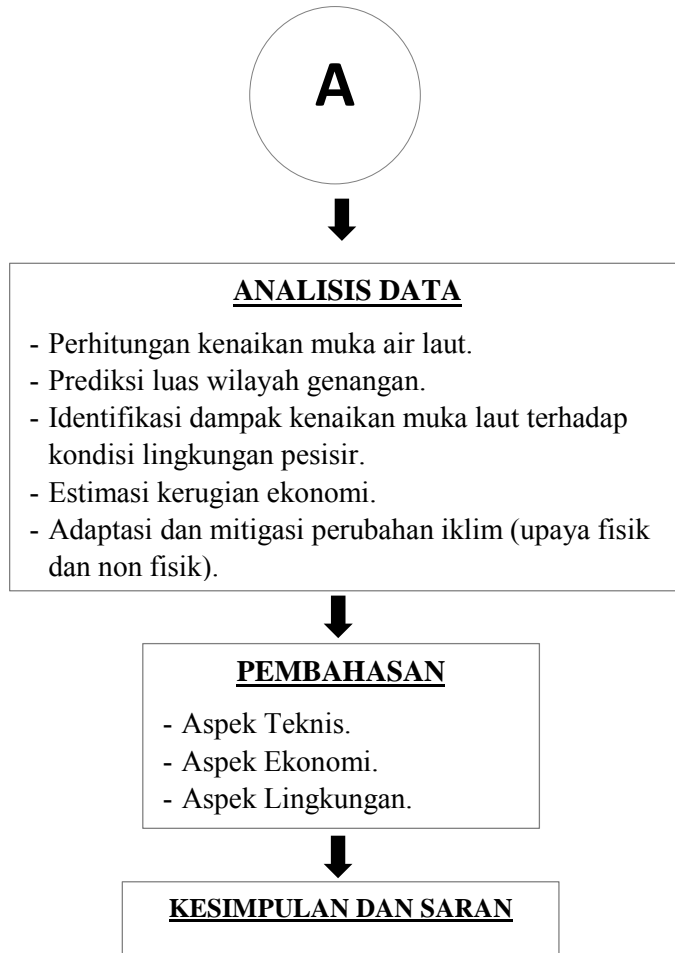 A
ANALISIS DATA
- Perhitungan kenaikan muka air laut.
- Prediksi luas wilayah genangan.
- Identifikasi dampak kenaikan muka laut terhadap
kondisi lingkungan pesisir.
- Estimasi kerugian ekonomi.
- Adaptasi dan mitigasi perubahan iklim (upaya fisik
dan non fisik).
PEMBAHASAN
- Aspek Teknis.
- Aspek Ekonomi.
- Aspek Lingkungan.
KESIMPULAN DAN SARAN